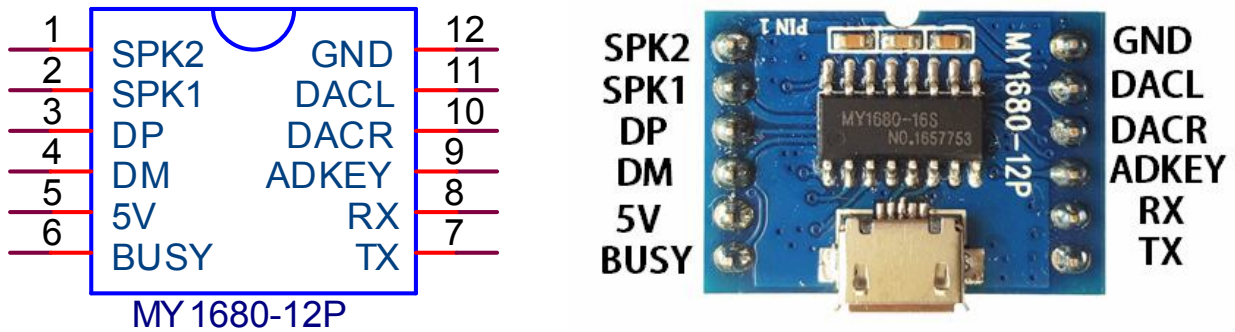 1 SPK2 GND 12
2 SPK1 DACL 11
3 DP DACR 10
4 DM ADKEY 9
5 5V RX 8
6 BUSY TX 7
MY1680-12P
SPK2
SPK1
DP
DM
5V
BUSY
PIN 1
MY1680-16S
NO.1657753
MY1680-12P
GND
DACL
DACR
ADKEY
RX
TX